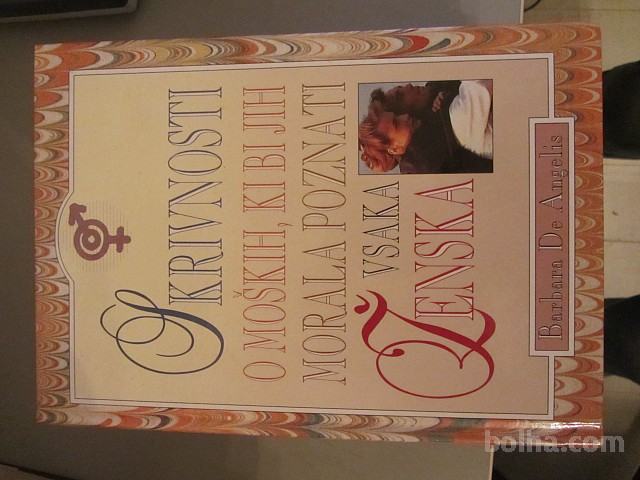 SKRIVNOSTI
O MOŠKIH, KI BI JIH
MORALA POZNATI
VSAKA
ŽENSKA
Barbara De Angelis
bolha.com